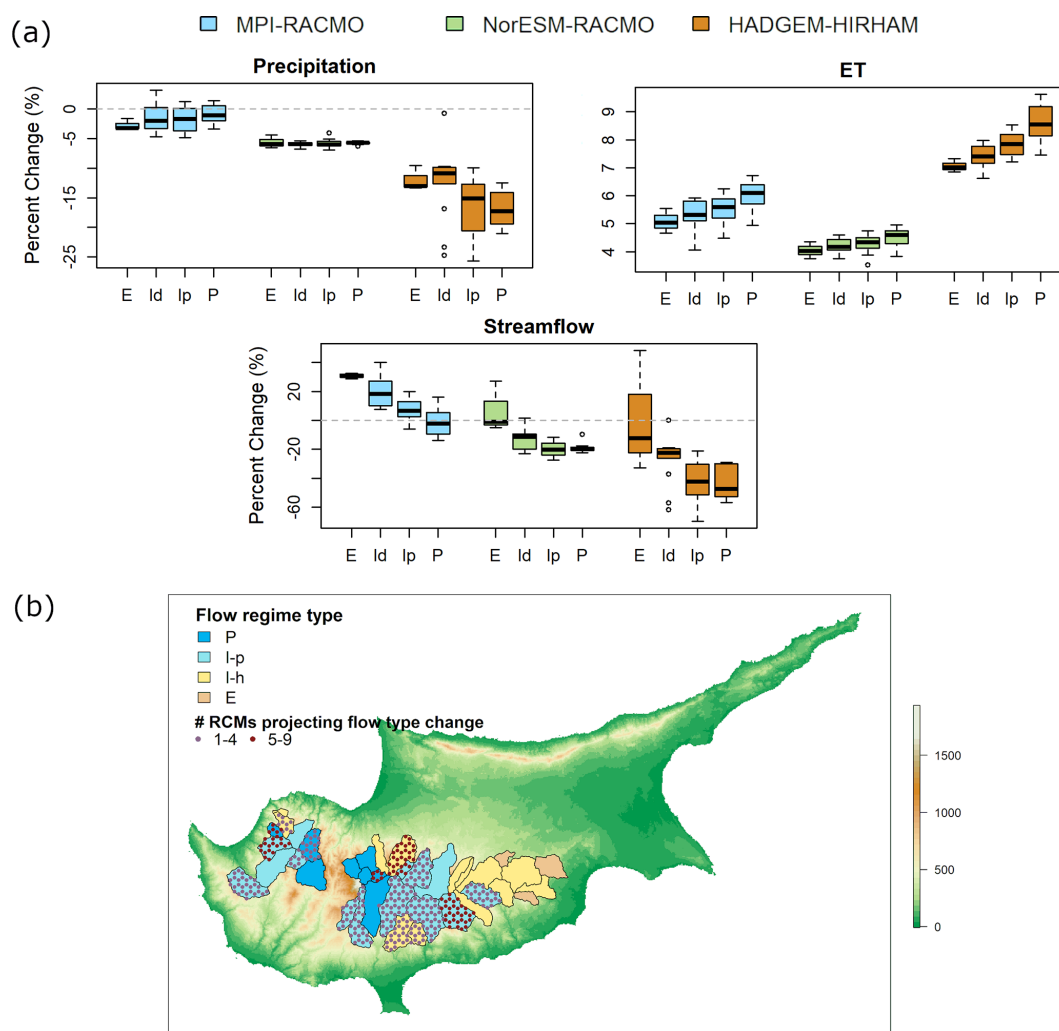 (a)
MPI-RACMO NorESM-RACMO HADGEM-HIRHAM
Precipitation
Percent Change (%)
0
-5
-15
-25
E Id Ip P E Id Ip P E Id Ip P
ET
9
8
7
6
5
4
E Id Ip P E Id Ip P E Id Ip P
Streamflow
Percent Change (%)
20
-20
-60
E Id Ip P E Id Ip P E Id Ip P
(b)
Flow regime type
P
I-p
I-h
E
# RCMs projecting flow type change
1-4 5-9
1500
1000
500
0